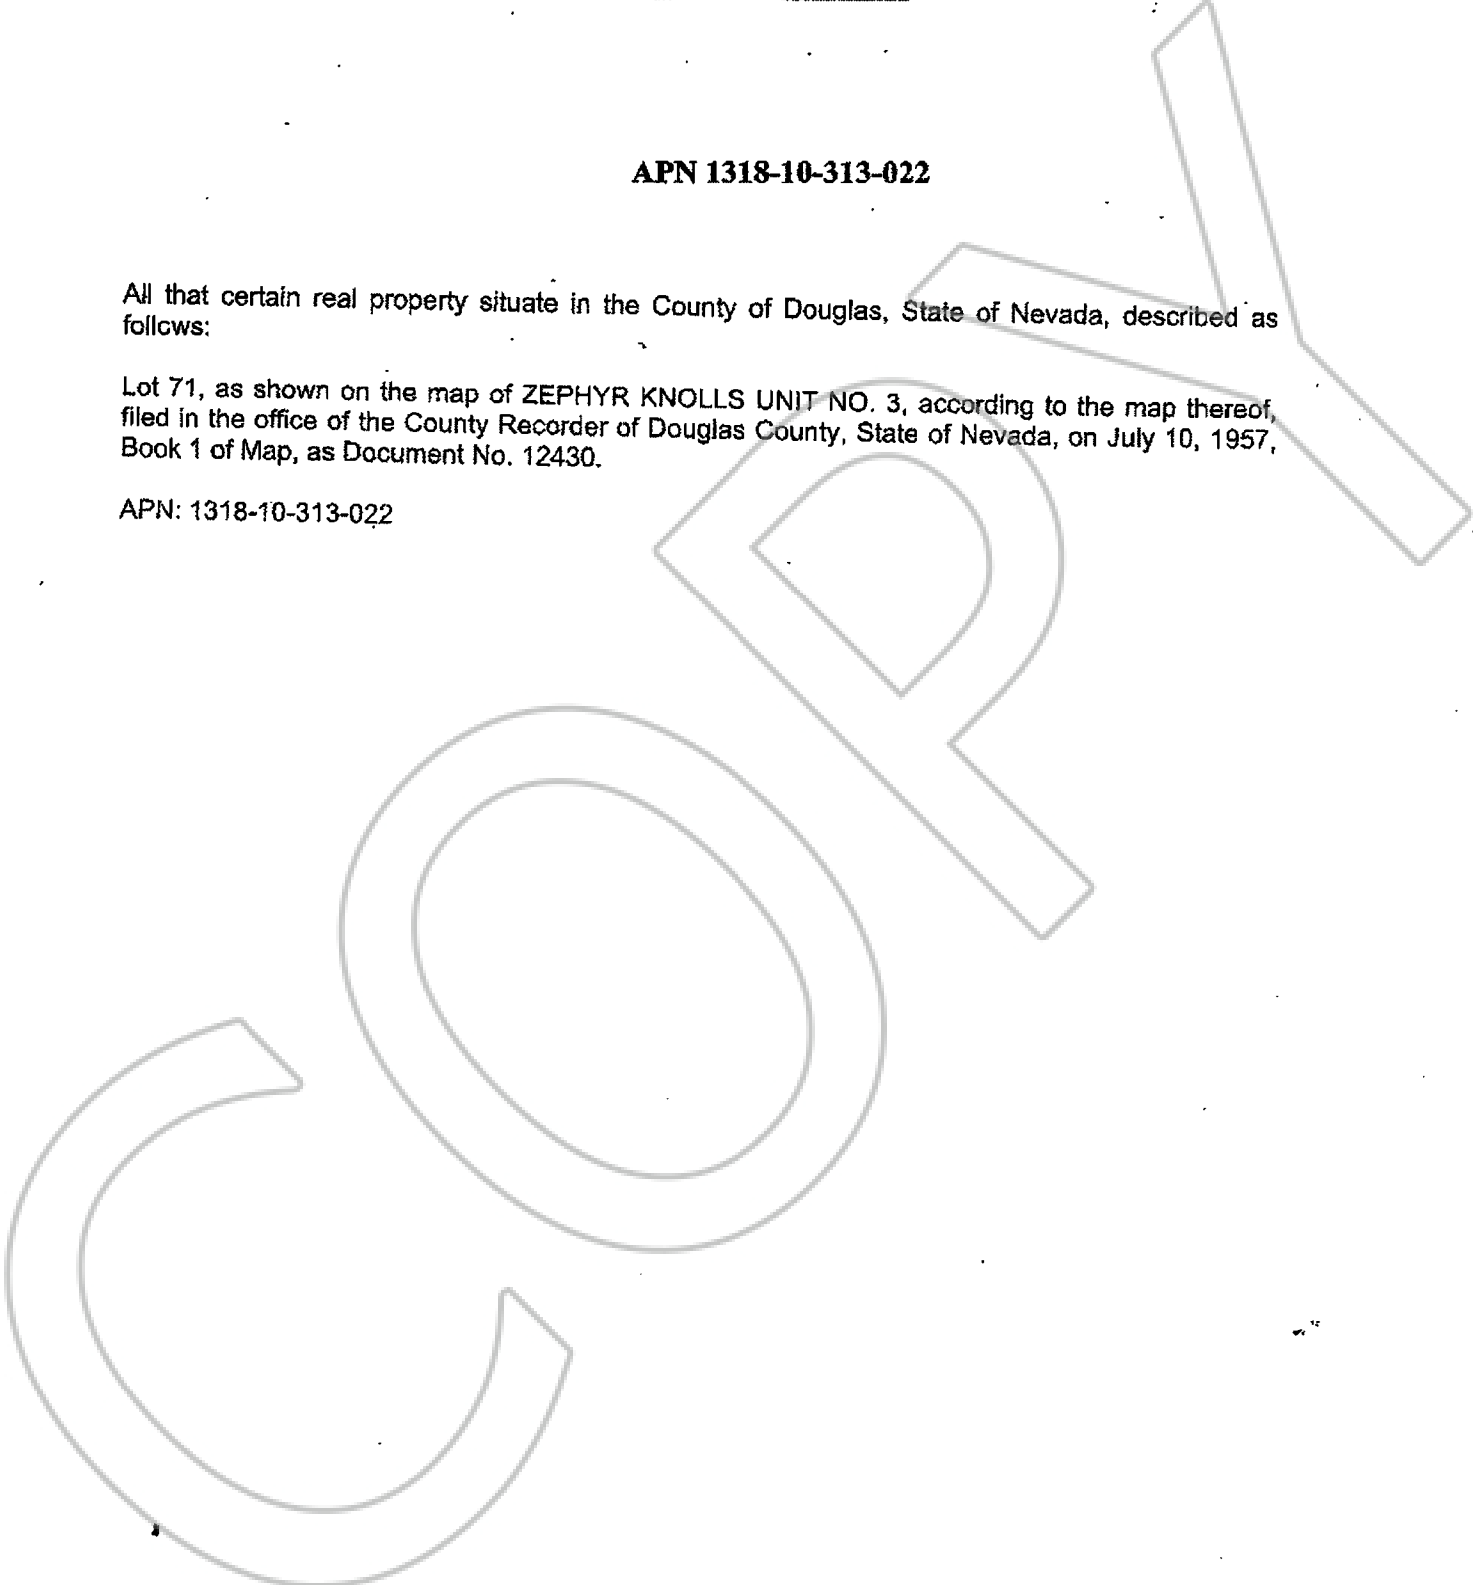 APN 1318-10-313-022
All that certain real property situate in the County of Douglas, State of Nevada, described as
follows:
Lot 71, as shown on the map of ZEPHYR KNOLLS UNIT NO. 3, according to the map thereof,
filed in the office of the County Recorder of Douglas County, State of Nevada, on July 10, 1957,
Book 1 of Map, as Document No. 12430.
APN: 1318-10-313-022
COPY